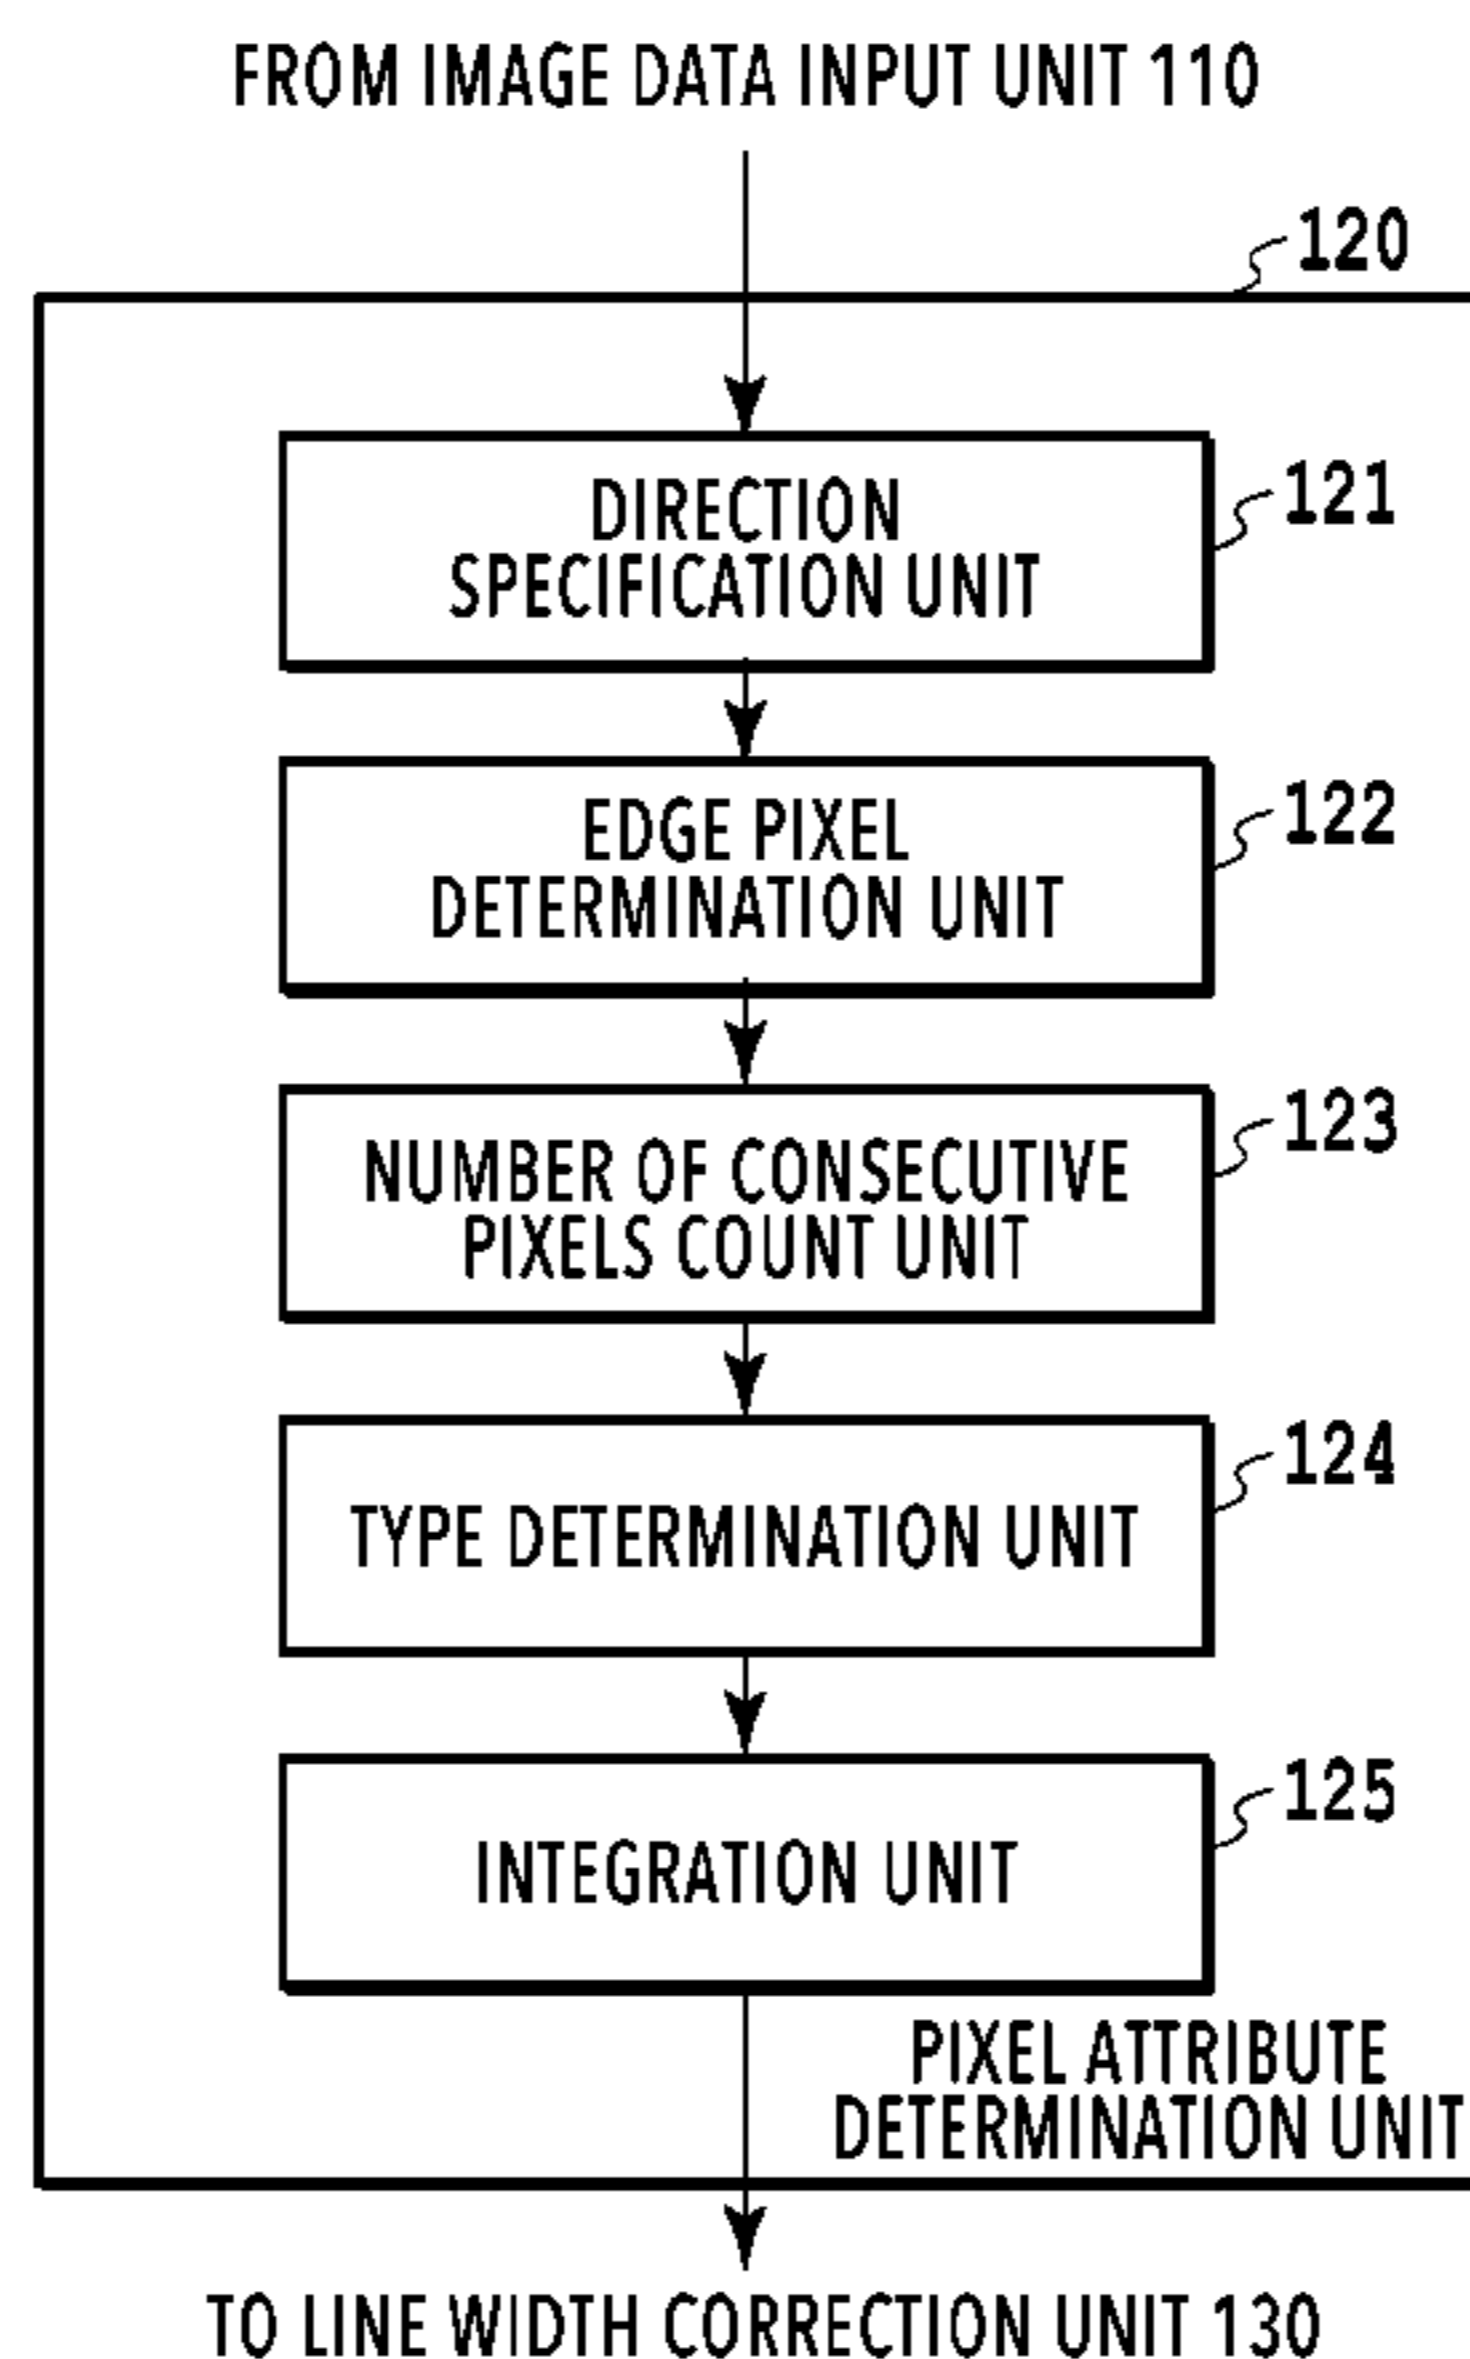 FROM IMAGE DATA INPUT UNIT 110
120
DIRECTION
SPECIFICATION UNIT
121
EDGE PIXEL
DETERMINATION UNIT
122
NUMBER OF CONSECUTIVE
PIXELS COUNT UNIT
123
TYPE DETERMINATION UNIT
124
INTEGRATION UNIT
125
PIXEL ATTRIBUTE
DETERMINATION UNIT
TO LINE WIDTH CORRECTION UNIT 130